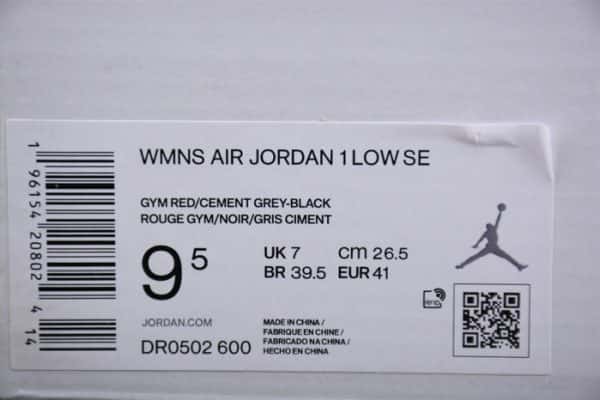 WMNS AIR JORDAN 1 LOW SE
GYM RED/CEMENT GREY-BLACK
ROUGE GYM/NOIR/GRIS CIMENT
9.5
UK 7 cm 26.5
BR 39.5 EUR 41
JORDAN.COM
DR0502 600
MADE IN CHINA /
FABRIQUE EN CHINE /
FABRICADO NA CHINA /
HECHO EN CHINA
1 96154 20802 4 14